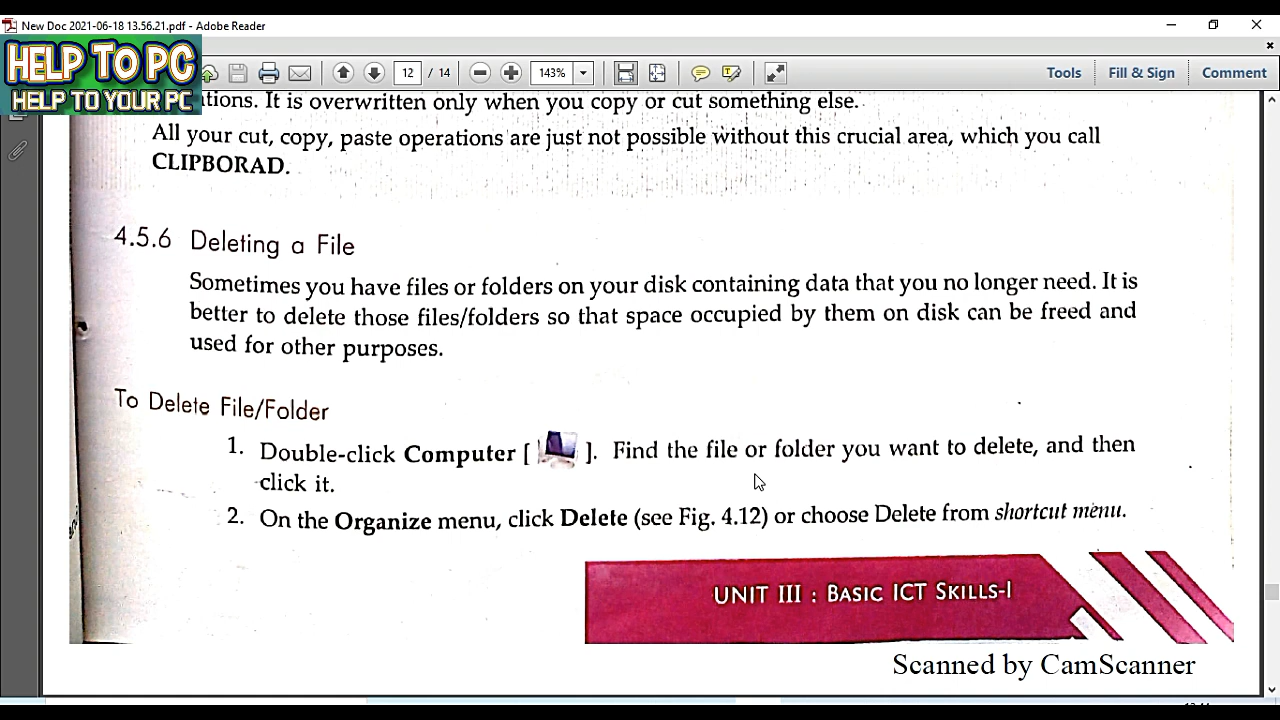 New Doc 2021-06-18 13.56.21.pdf - Adobe Reader
HELP TO PC
HELP TO YOUR PC
12 / 14
143%
Tools
Fill & Sign
Comment
ations. It is overwritten only when you copy or cut something else.
All your cut, copy, paste operations are just not possible without this crucial area, which you call
CLIPBORAD.
4.5.6 Deleting a File
Sometimes you have files or folders on your disk containing data that you no longer need. It is
better to delete those files/folders so that space occupied by them on disk can be freed and
used for other purposes.
To Delete File/Folder
1. Double-click Computer [ ]. Find the file or folder you want to delete, and then
click it.
2. On the Organize menu, click Delete (see Fig. 4.12) or choose Delete from shortcut menu.
UNIT III : BASIC ICT SKILLS-I
Scanned by CamScanner